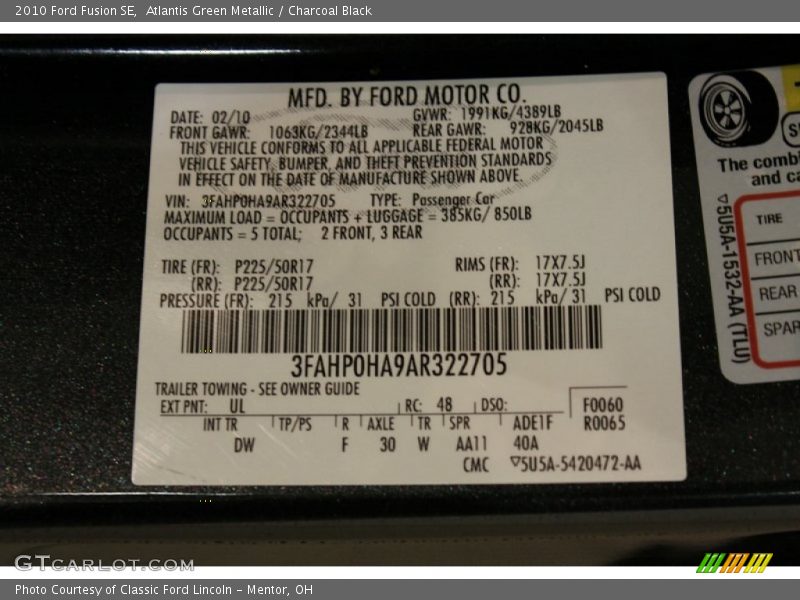 2010 Ford Fusion SE,  Atlantis Green Metallic / Charcoal Black
MFD. BY FORD MOTOR CO.
DATE: 02/10 GVWR: 1991KG/4389LB
FRONT GAWR: 1063KG/2344LB REAR GAWR: 928KG/2045LB
THIS VEHICLE CONFORMS TO ALL APPLICABLE FEDERAL MOTOR
VEHICLE SAFETY, BUMPER, AND THEFT PREVENTION STANDARDS
IN EFFECT ON THE DATE OF MANUFACTURE SHOWN ABOVE.
VIN: 3FAHP0HA9AR322705 TYPE: Passenger Car
MAXIMUM LOAD = OCCUPANTS + LUGGAGE = 385KG/ 850LB
OCCUPANTS = 5 TOTAL; 2 FRONT, 3 REAR
TIRE (FR): P225/50R17 RIMS (FR): 17X7.5J
(RR): P225/50R17 (RR): 17X7.5J
PRESSURE (FR): 215 kPa/ 31 PSI COLD (RR): 215 kPa/ 31 PSI COLD
3FAHP0HA9AR322705
TRAILER TOWING - SEE OWNER GUIDE
EXT PNT: UL RC: 48 DSO: F0060
INT TR TP/PS R AXLE TR SPR ADE1F R0065
DW F 30 W AA11 40A
CMC 5U5A-5420472-AA
The combi
and ca
5U5A-1532-AA (TLU)
TIRE
FRONT
REAR
SPAR
GTCARLOT.COM
Photo Courtesy of Classic Ford Lincoln - Mentor, OH